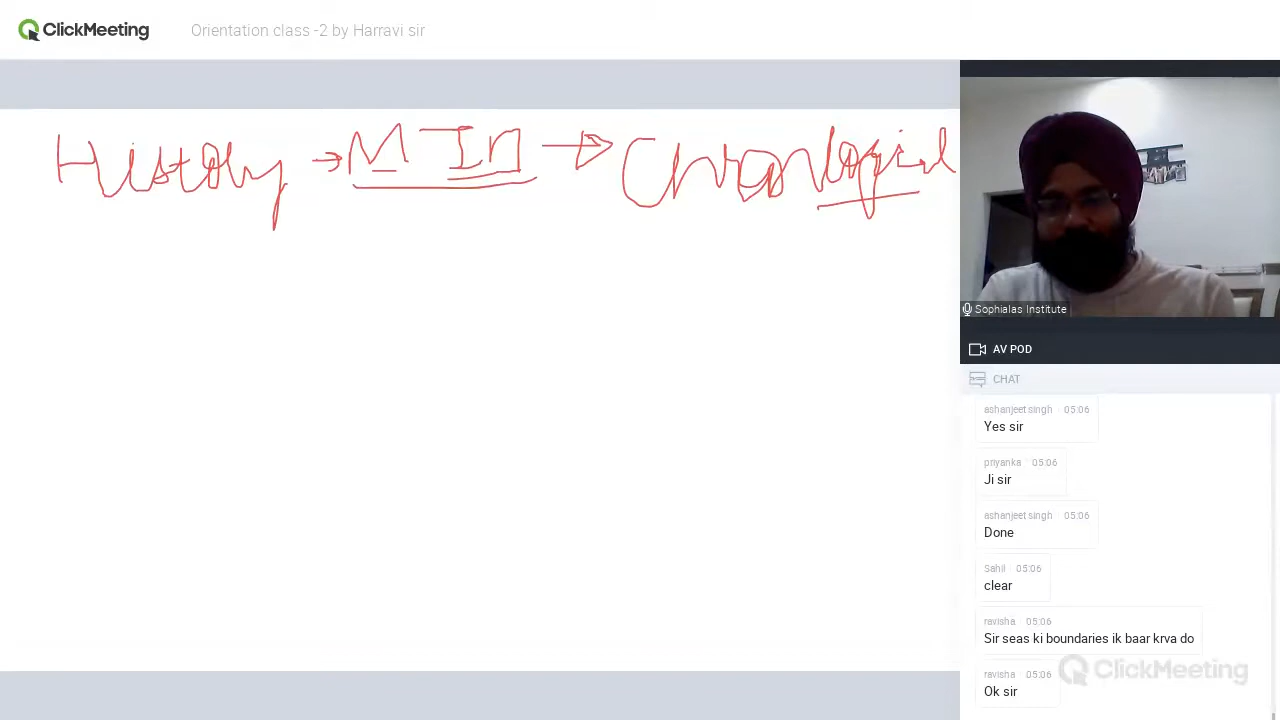 ClickMeeting
Orientation class -2 by Harravi sir
History → M I M → Chronological
Sophialas Institute
AV POD
CHAT
ashanjeet singh 05:06
Yes sir
priyanka 05:06
Ji sir
ashanjeet singh 05:06
Done
Sahil 05:06
clear
ravisha 05:06
Sir seas ki boundaries ik baar krva do
ravisha 05:06
Ok sir
ClickMeeting